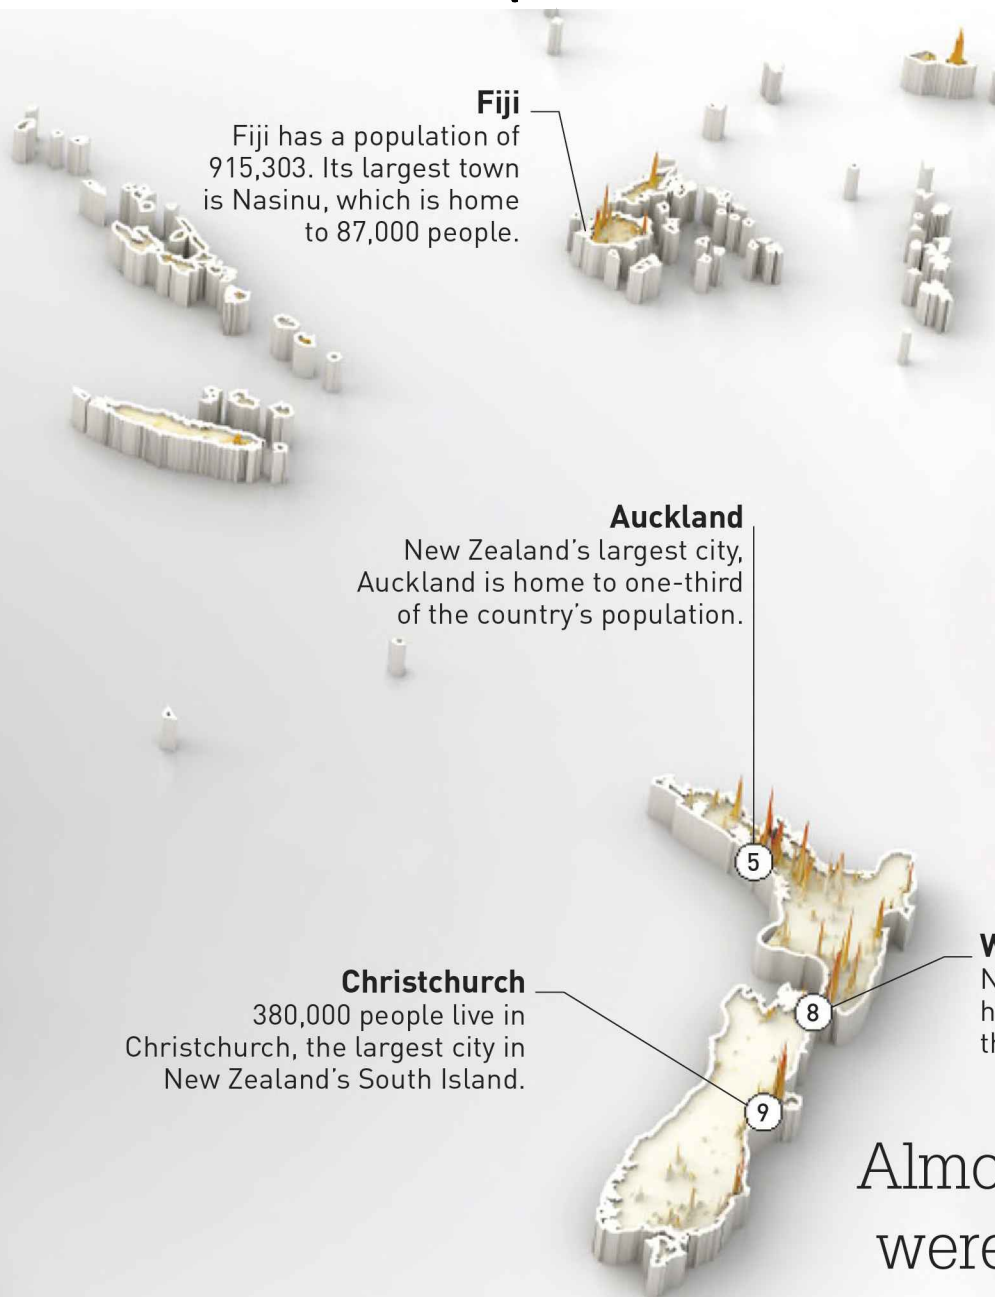 Fiji
Fiji has a population of
915,303. Its largest town
is Nasinu, which is home
to 87,000 people.
Auckland
New Zealand's largest city,
Auckland is home to one-third
of the country's population.
5
8
Christchurch
380,000 people live in
Christchurch, the largest city in
New Zealand's South Island.
9